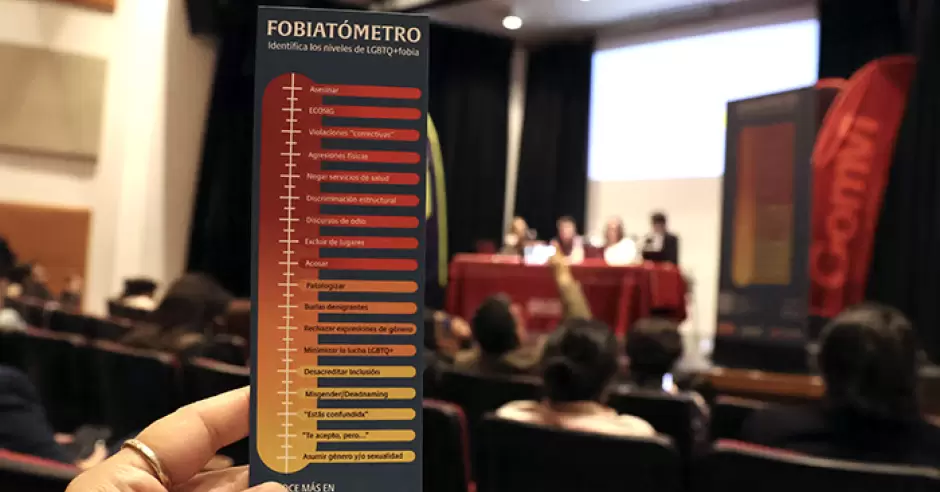 FOBIATÓMETRO
Identifica los niveles de LGBTQ+fobia
Asesinar
ECOSIG
Violaciones "correctivas"
Agresiones físicas
Negar servicios de salud
Discriminación estructural
Discursos de odio
Excluir de lugares
Acosar
Patologizar
Burlas denigrantes
Rechazar expresiones de género
Minimizar la lucha LGBTQ+
Desacreditar inclusión
Misgender/Deadnaming
"Estás confundida"
"Te acepto, pero..."
Asumir género y/o sexualidad
MÁS EN